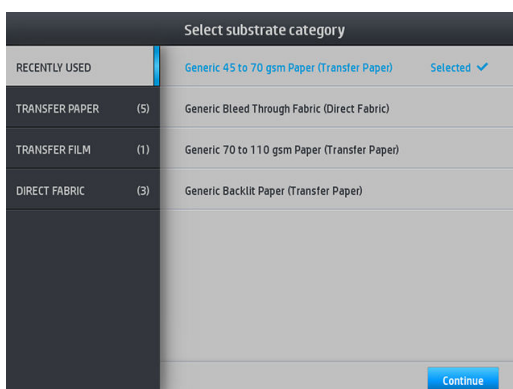 Select substrate category
RECENTLY USED
Generic 45 to 70 gsm Paper (Transfer Paper) Selected
TRANSFER PAPER (5)
Generic Bleed Through Fabric (Direct Fabric)
TRANSFER FILM (1)
Generic 70 to 110 gsm Paper (Transfer Paper)
DIRECT FABRIC (3)
Generic Backlit Paper (Transfer Paper)
Continue